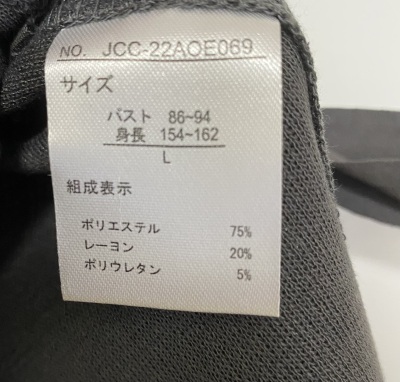 NO. JCC-22AOE069
サイズ
バスト 86~94
身長 154~162
L
組成表示
ポリエステル 75%
レーヨン 20%
ポリウレタン 5%